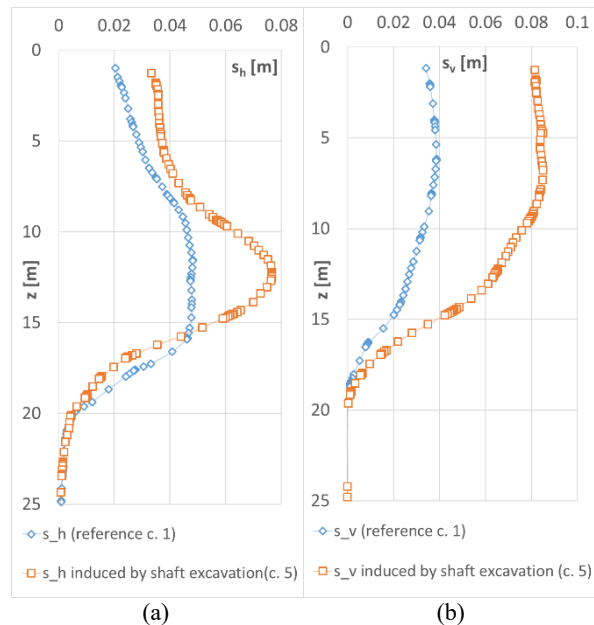 0 0.02 0.04 0.06 0.08
s_h [m]
0
5
10
15
20
25
z [m]
s_h (reference c. 1)
s_h induced by shaft excavation(c. 5)
(a)
0 0.02 0.04 0.06 0.08 0.1
s_v [m]
0
5
10
15
20
25
z [m]
s_v (reference c. 1)
s_v induced by shaft excavation (c. 5)
(b)